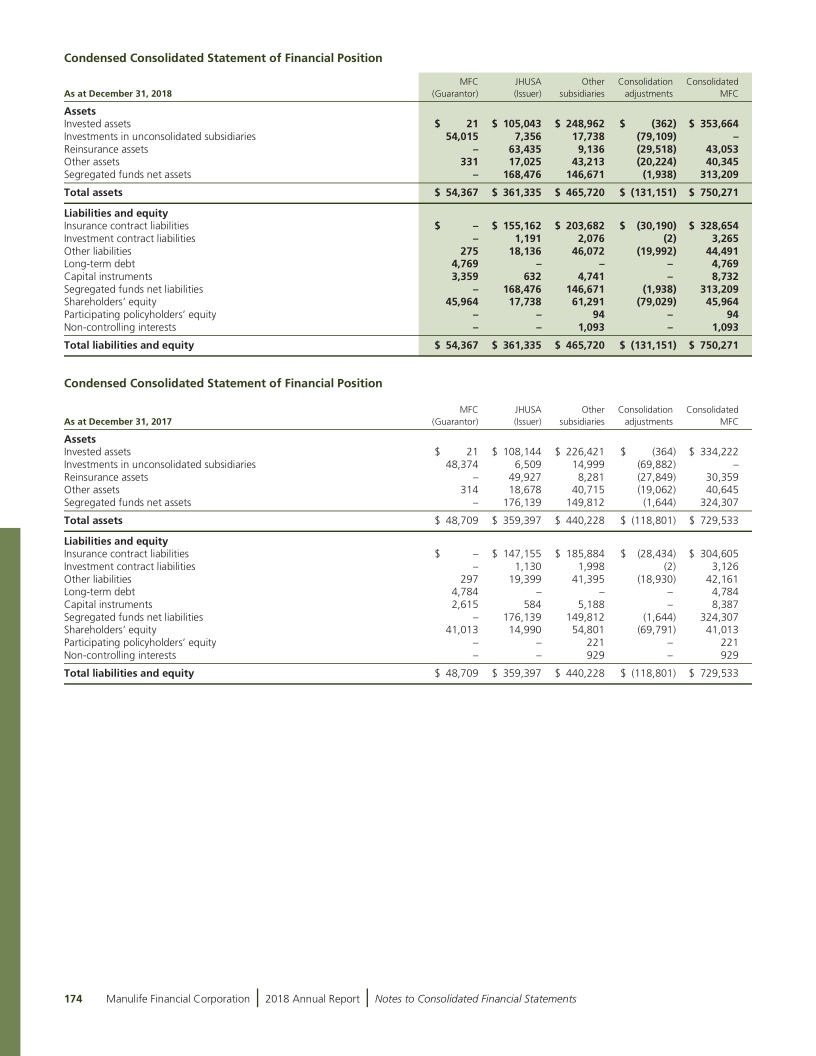 Condensed Consolidated Statement of Financial Position
MFC JHUSA Other Consolidation Consolidated
As at December 31, 2018 (Guarantor) (Issuer) subsidiaries adjustments MFC
Assets
Invested assets $ 21 $ 105,043 $ 248,962 $ (362) $ 353,664
Investments in unconsolidated subsidiaries 54,015 7,356 17,738 (79,109) –
Reinsurance assets – 63,435 9,136 (29,518) 43,053
Other assets 331 17,025 43,213 (20,224) 40,345
Segregated funds net assets – 168,476 146,671 (1,938) 313,209
Total assets $ 54,367 $ 361,335 $ 465,720 $ (131,151) $ 750,271
Liabilities and equity
Insurance contract liabilities $ – $ 155,162 $ 203,682 $ (30,190) $ 328,654
Investment contract liabilities – 1,191 2,076 (2) 3,265
Other liabilities 275 18,136 46,072 (19,992) 44,491
Long-term debt 4,769 – – – 4,769
Capital instruments 3,359 632 4,741 – 8,732
Segregated funds net liabilities – 168,476 146,671 (1,938) 313,209
Shareholders’ equity 45,964 17,738 61,291 (79,029) 45,964
Participating policyholders’ equity – – 94 – 94
Non-controlling interests – – 1,093 – 1,093
Total liabilities and equity $ 54,367 $ 361,335 $ 465,720 $ (131,151) $ 750,271
Condensed Consolidated Statement of Financial Position
MFC JHUSA Other Consolidation Consolidated
As at December 31, 2017 (Guarantor) (Issuer) subsidiaries adjustments MFC
Assets
Invested assets $ 21 $ 108,144 $ 226,421 $ (364) $ 334,222
Investments in unconsolidated subsidiaries 48,374 6,509 14,999 (69,882) –
Reinsurance assets – 49,927 8,281 (27,849) 30,359
Other assets 314 18,678 40,715 (19,062) 40,645
Segregated funds net assets – 176,139 149,812 (1,644) 324,307
Total assets $ 48,709 $ 359,397 $ 440,228 $ (118,801) $ 729,533
Liabilities and equity
Insurance contract liabilities $ – $ 147,155 $ 185,884 $ (28,434) $ 304,605
Investment contract liabilities – 1,130 1,998 (2) 3,126
Other liabilities 297 19,399 41,395 (18,930) 42,161
Long-term debt 4,784 – – – 4,784
Capital instruments 2,615 584 5,188 – 8,387
Segregated funds net liabilities – 176,139 149,812 (1,644) 324,307
Shareholders’ equity 41,013 14,990 54,801 (69,791) 41,013
Participating policyholders’ equity – – 221 – 221
Non-controlling interests – – 929 – 929
Total liabilities and equity $ 48,709 $ 359,397 $ 440,228 $ (118,801) $ 729,533
174 Manulife Financial Corporation | 2018 Annual Report | Notes to Consolidated Financial Statements